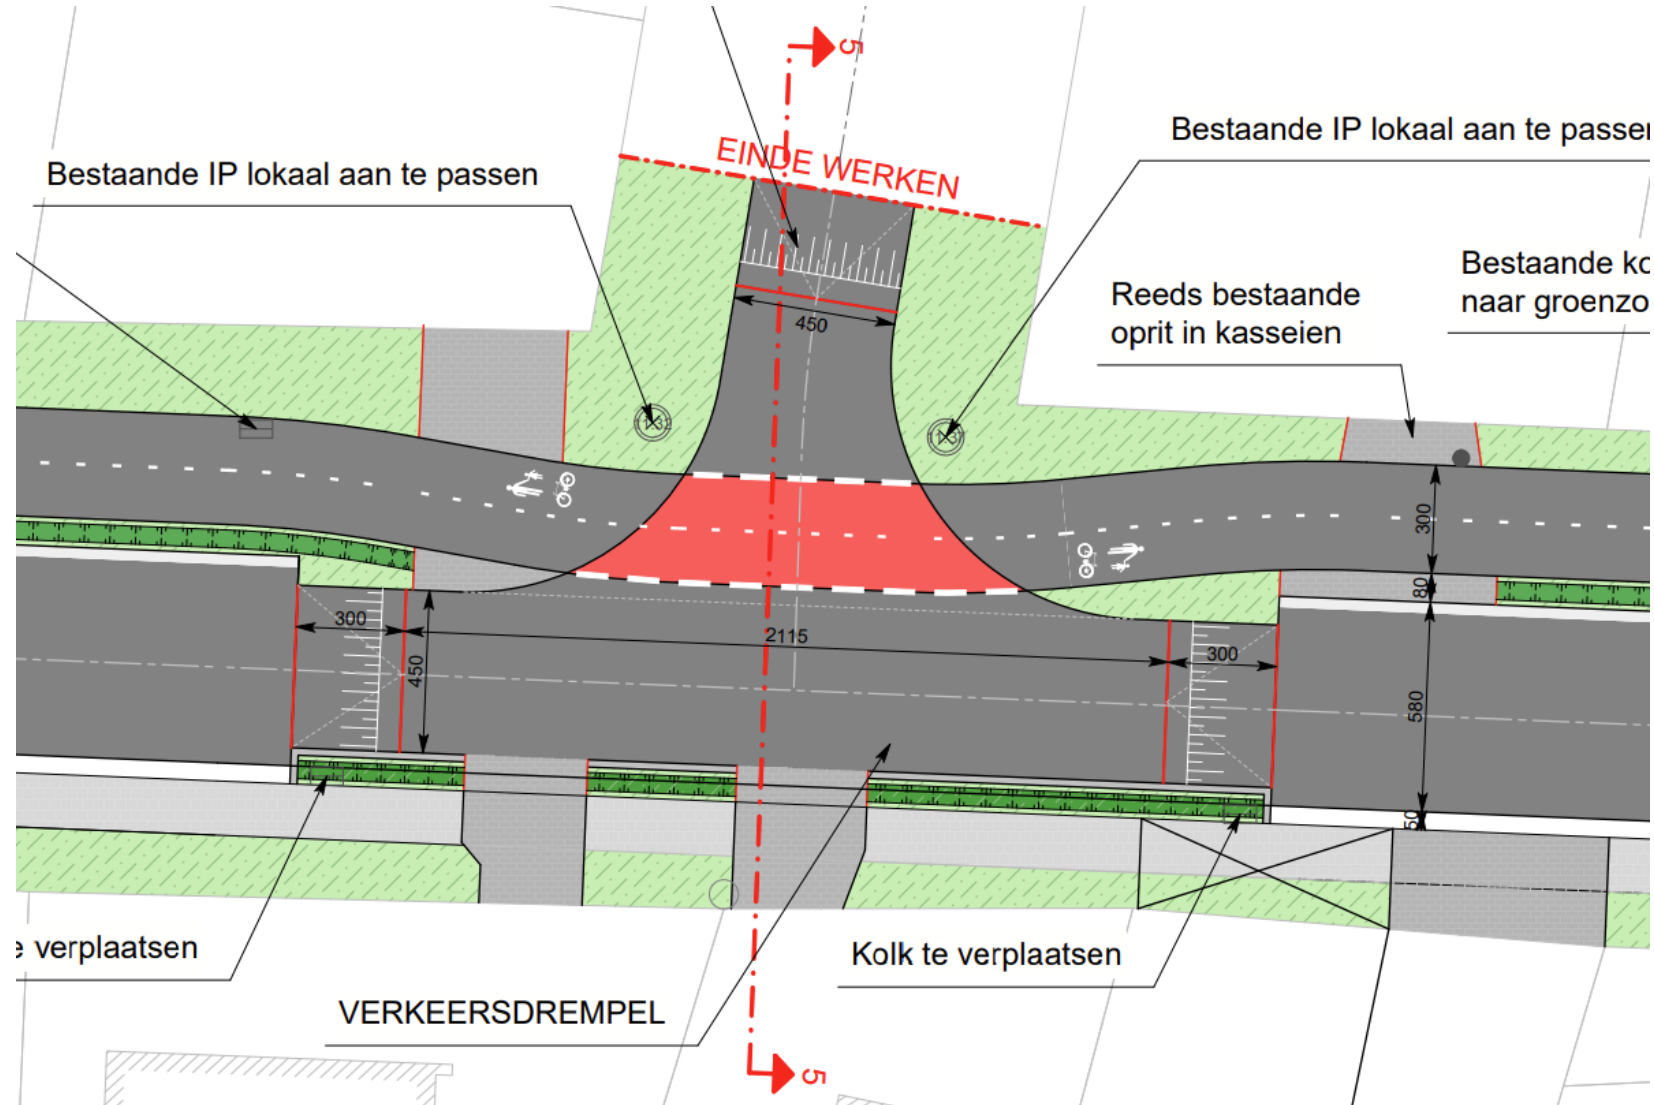 5
EINDE WERKEN
Bestaande IP lokaal aan te passen
Bestaande IP lokaal aan te passen
Reeds bestaande
oprit in kasseien
Bestaande ko
naar groenzo
450
300
80
300
2115
300
450
580
50
e verplaatsen
Kolk te verplaatsen
VERKEERSDREMPEL
5